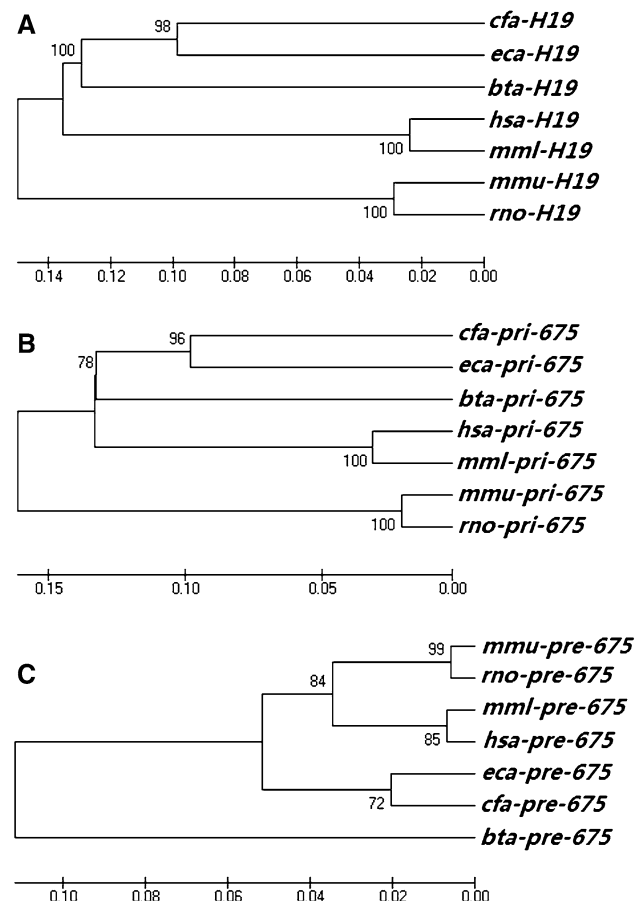 A
98
cfa-H19
100
eca-H19
bta-H19
hsa-H19
100
mml-H19
mmu-H19
100
rno-H19
0.14 0.12 0.10 0.08 0.06 0.04 0.02 0.00
B
96
cfa-pri-675
78
eca-pri-675
bta-pri-675
hsa-pri-675
100
mml-pri-675
mmu-pri-675
100
rno-pri-675
0.15 0.10 0.05 0.00
C
99
mmu-pre-675
84
rno-pre-675
mml-pre-675
85
hsa-pre-675
eca-pre-675
72
cfa-pre-675
bta-pre-675
0.10 0.08 0.06 0.04 0.02 0.00